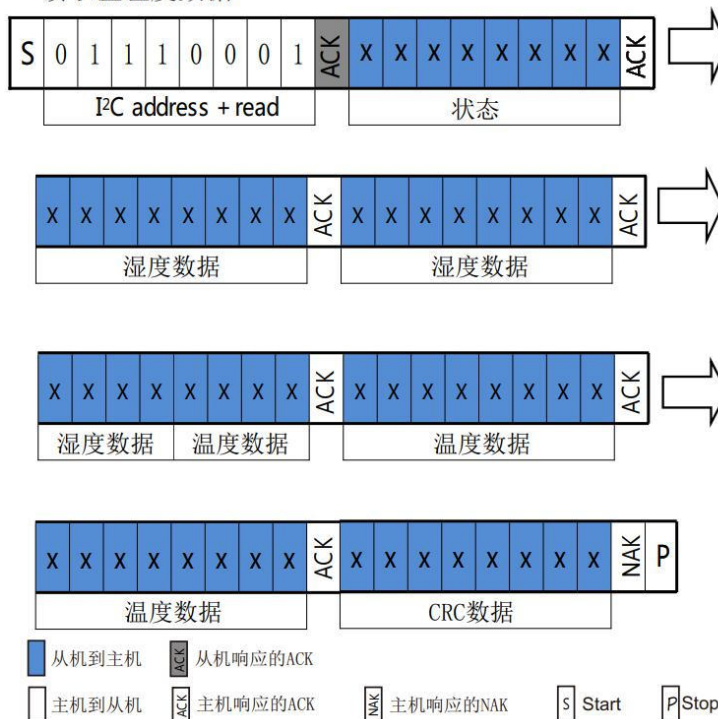 S 0 1 1 1 0 0 0 1 ACK X X X X X X X X ACK
I²C address + read 状态
X X X X X X X X ACK X X X X X X X X ACK
湿度数据 湿度数据
X X X X X X X X ACK X X X X X X X X ACK
湿度数据 温度数据 温度数据
X X X X X X X X ACK X X X X X X X X NAK P
温度数据 CRC数据
从机到主机 ACK 从机响应的ACK
主机到从机 ACK 主机响应的ACK NAK 主机响应的NAK S Start P Stop